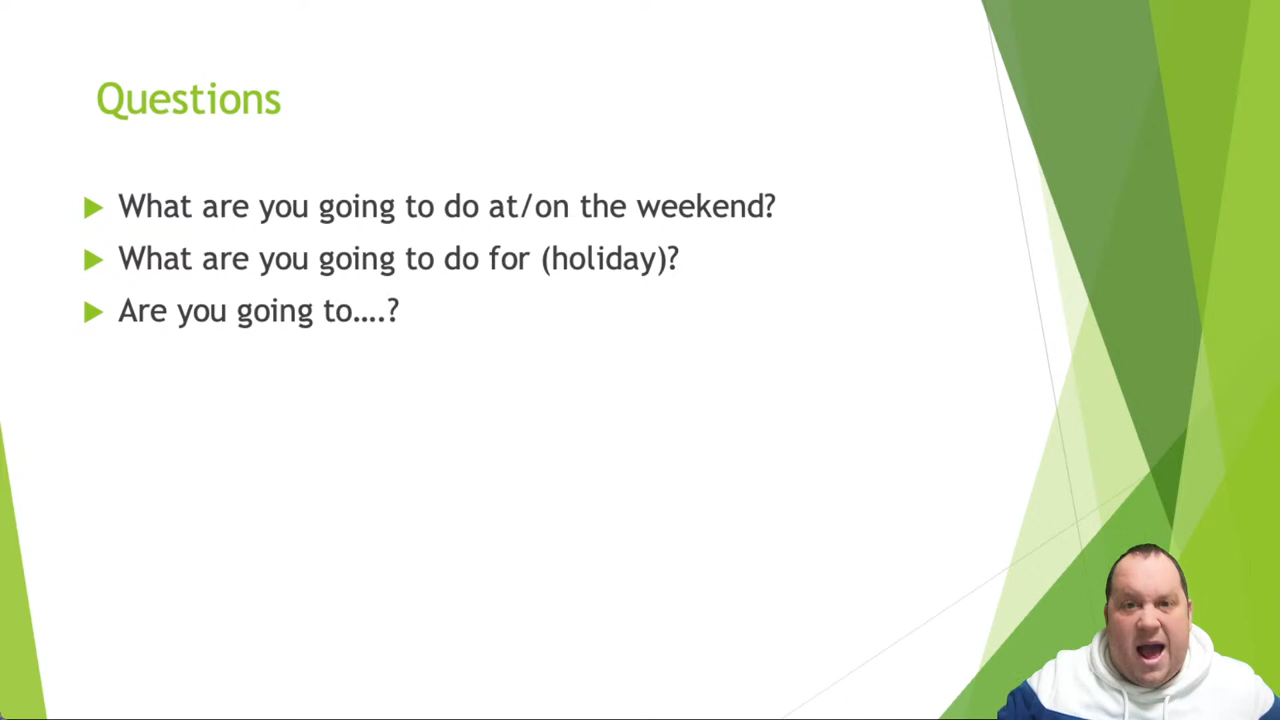 Questions
What are you going to do at/on the weekend?
What are you going to do for (holiday)?
Are you going to….?